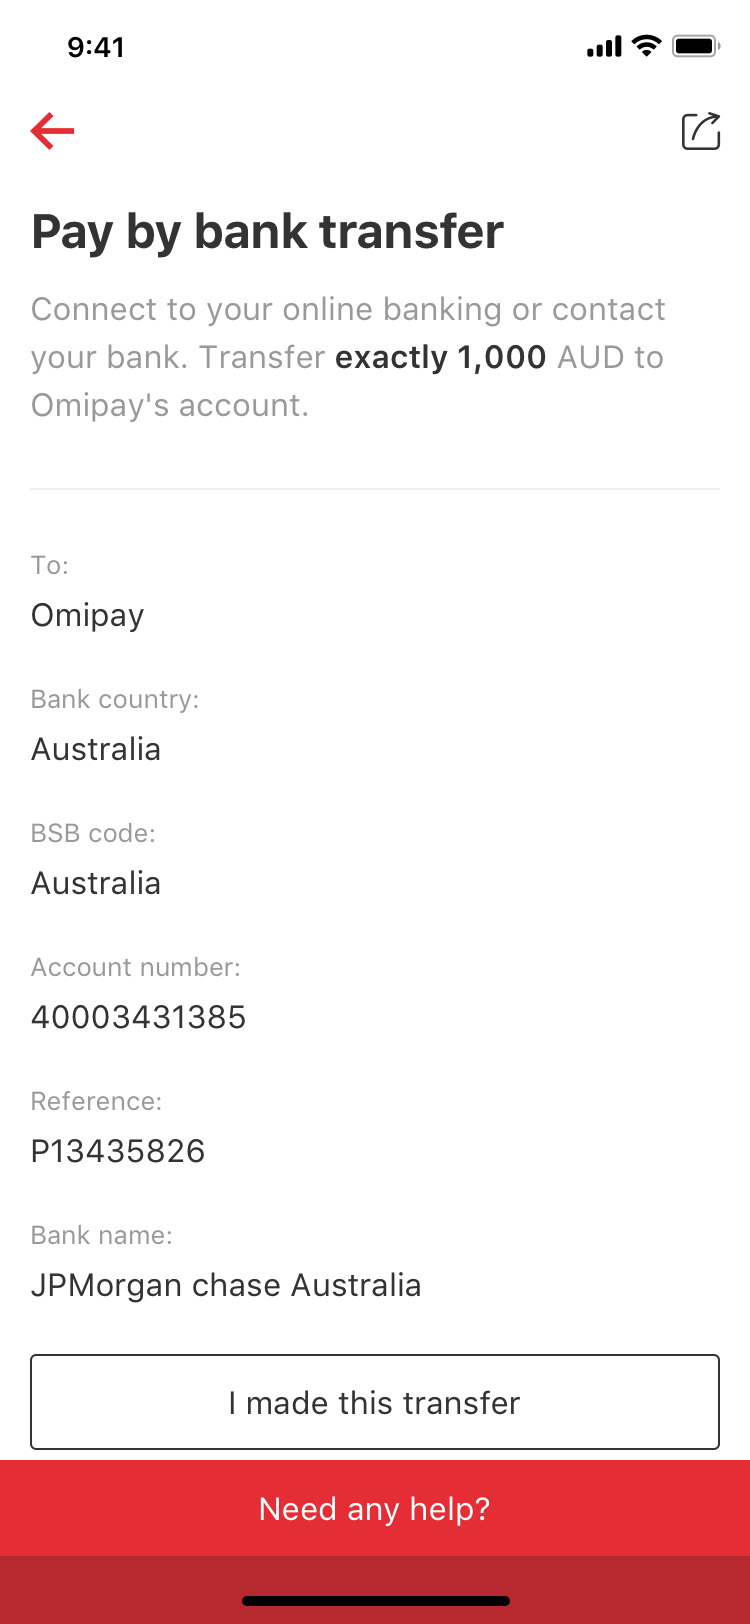 9:41
Pay by bank transfer
Connect to your online banking or contact
your bank. Transfer exactly 1,000 AUD to
Omipay's account.
To:
Omipay
Bank country:
Australia
BSB code:
Australia
Account number:
40003431385
Reference:
P13435826
Bank name:
JPMorgan chase Australia
I made this transfer
Need any help?